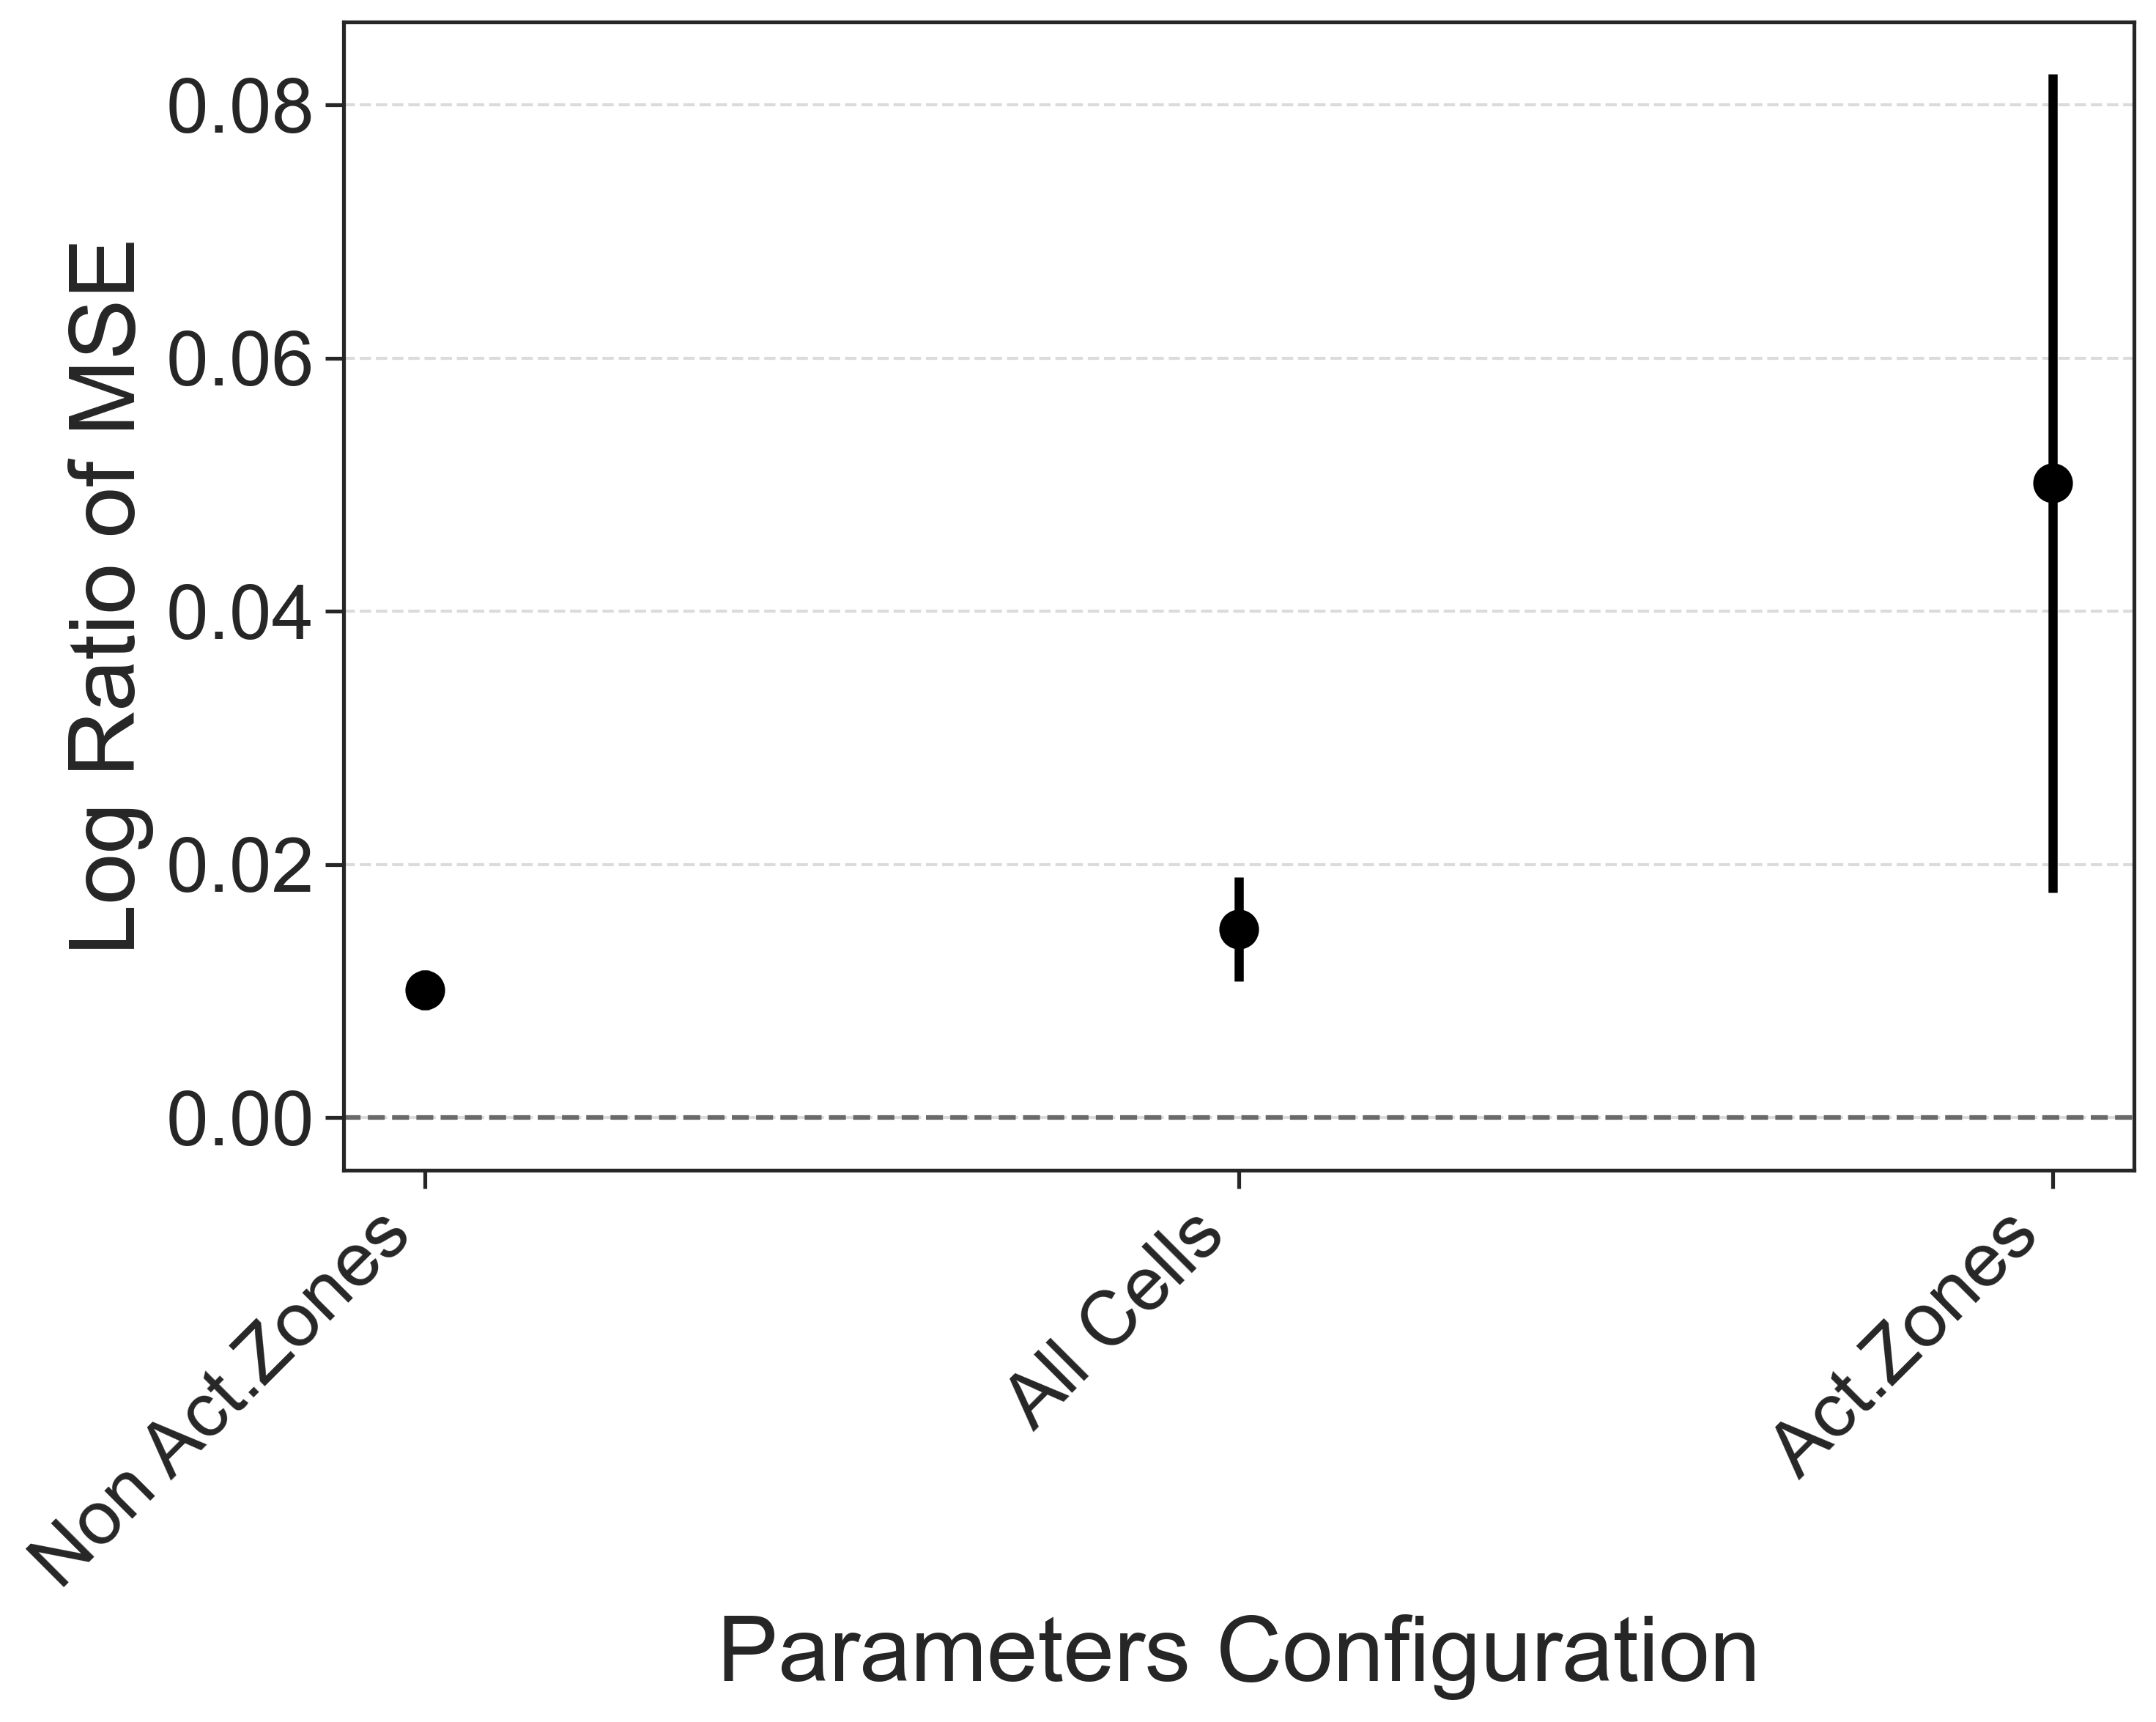 Log Ratio of MSE
0.08
0.06
0.04
0.02
0.00
Non Act.Zones
All Cells
Act.Zones
Parameters Configuration